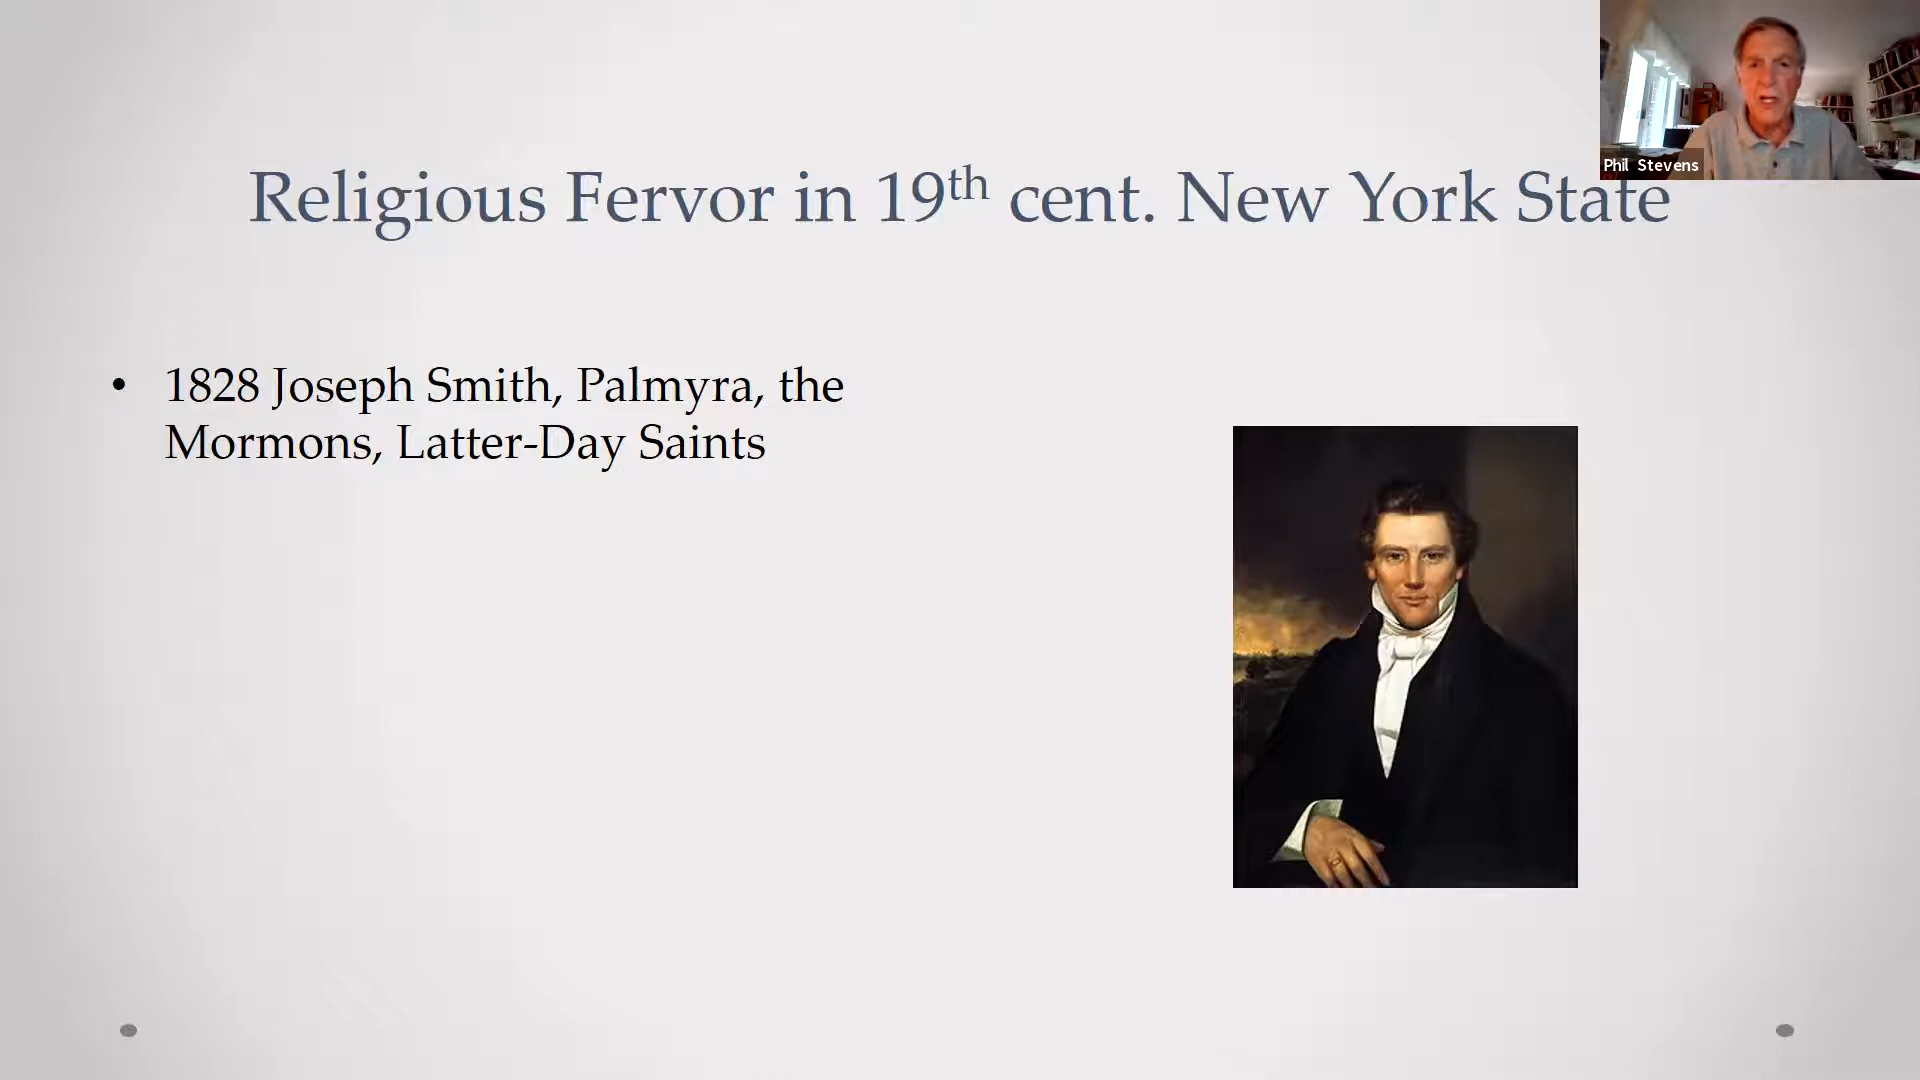 Phil Stevens
Religious Fervor in 19th cent. New York State
• 1828 Joseph Smith, Palmyra, the
Mormons, Latter-Day Saints